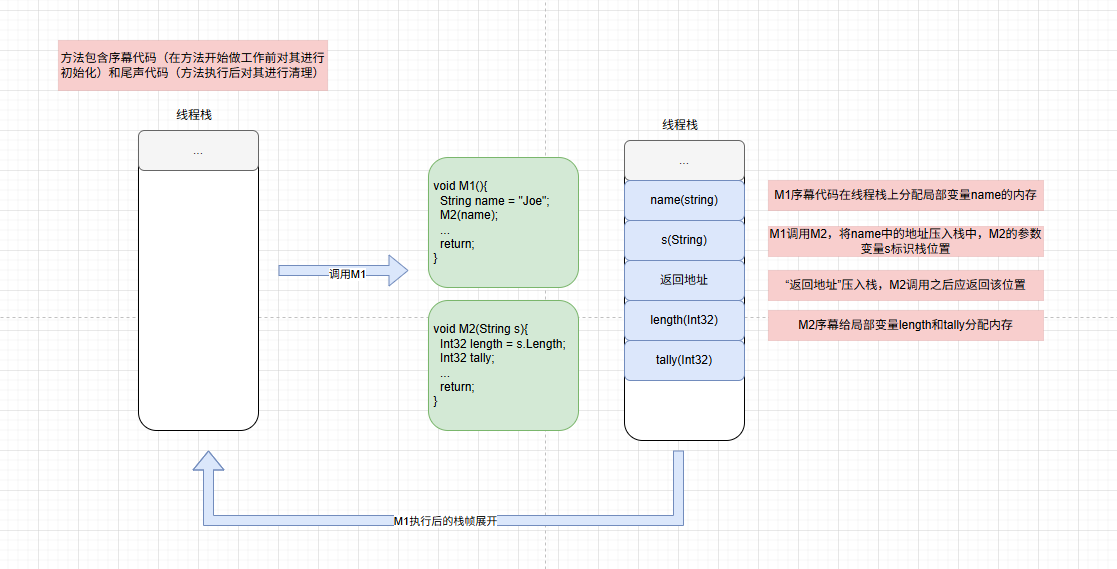 方法包含序幕代码（在方法开始做工作前对其进行
初始化）和尾声代码（方法执行后对其进行清理）
线程栈
...
调用M1
void M1(){
String name = "Joe";
M2(name);
...
return;
}
void M2(String s){
Int32 length = s.Length;
Int32 tally;
...
return;
}
线程栈
...
name(string)
s(String)
返回地址
length(Int32)
tally(Int32)
M1序幕代码在线程栈上分配局部变量name的内存
M1调用M2，将name中的地址压入栈中，M2的参数
变量s标识栈位置
“返回地址”压入栈，M2调用之后应返回该位置
M2序幕给局部变量length和tally分配内存
M1执行后的栈帧展开